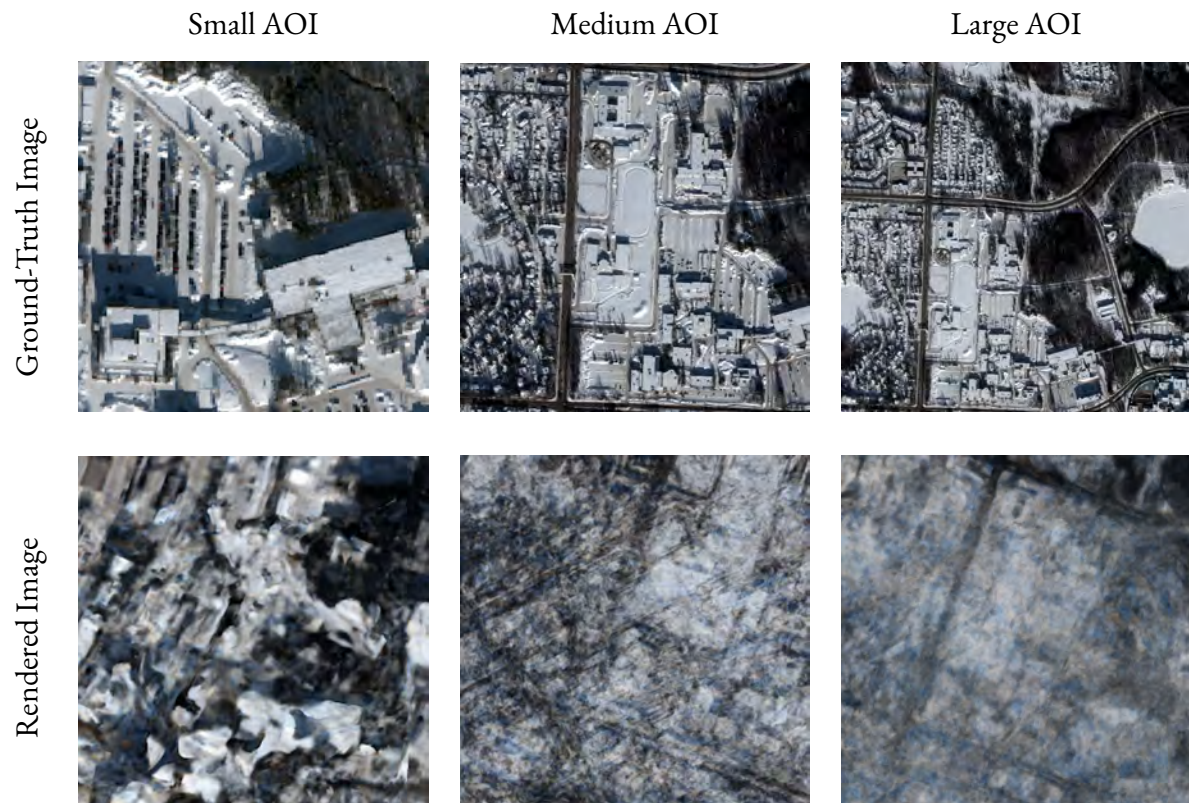 Small AOI
Medium AOI
Large AOI
Ground-Truth Image
Rendered Image